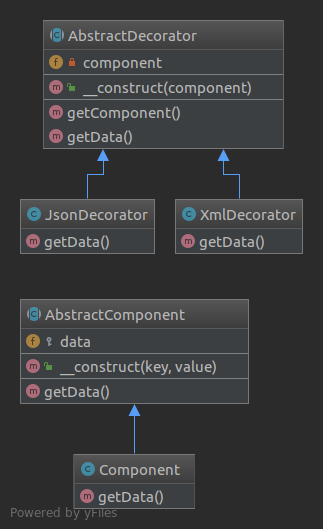 AbstractDecorator
component
__construct(component)
getComponent()
getData()
JsonDecorator
getData()
XmlDecorator
getData()
AbstractComponent
data
__construct(key, value)
getData()
Component
getData()
Powered by yFiles